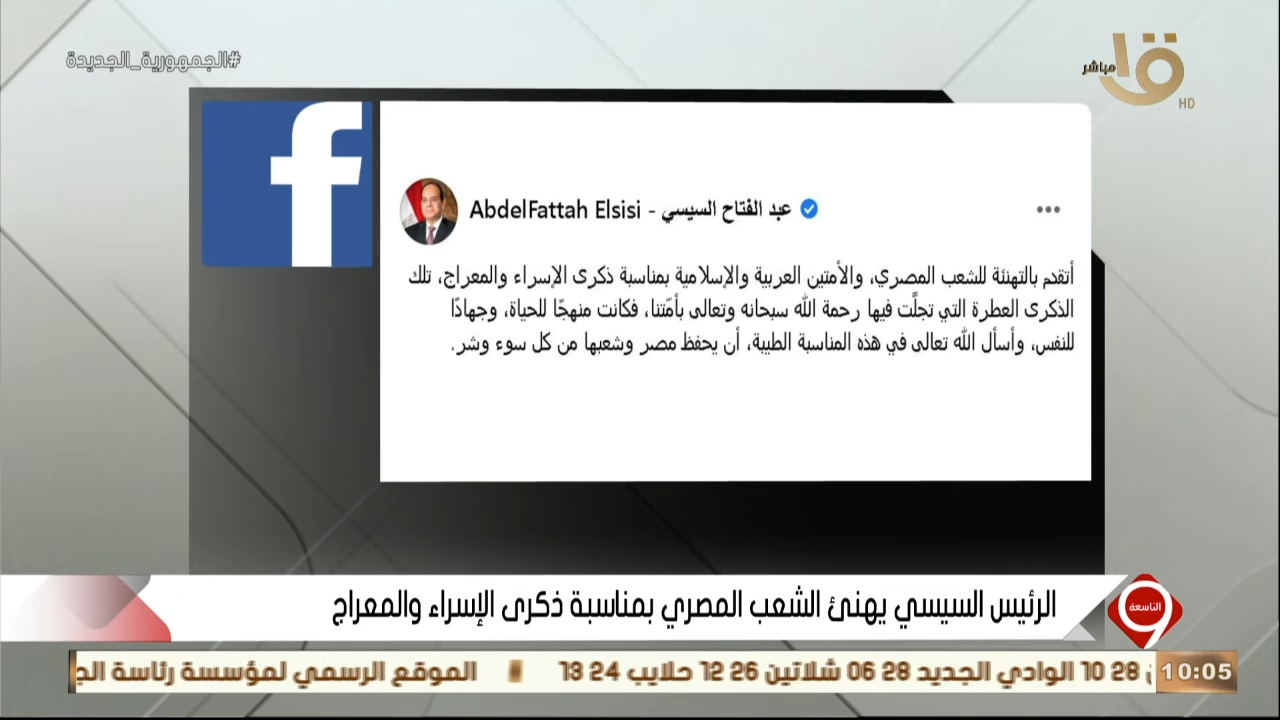 #الجمهورية_الجديدة
مباشر
HD
AbdelFattah Elsisi - عبد الفتاح السيسي
أتقدم بالتهنئة للشعب المصري، والأمتين العربية والإسلامية بمناسبة ذكرى الإسراء والمعراج، تلك
الذكرى العطرة التي تجلَّت فيها رحمة الله سبحانه وتعالى بأمّتنا، فكانت منهجًا للحياة، وجهادًا
للنفس، وأسأل الله تعالى في هذه المناسبة الطيبة، أن يحفظ مصر وشعبها من كل سوء وشر.
الرئيس السيسي يهنئ الشعب المصري بمناسبة ذكرى الإسراء والمعراج
التاسعة
9
28 10 الوادي الجديد 28 06 شلاتين 26 12 حلايب 24 13 الموقع الرسمي لمؤسسة رئاسة
10:05